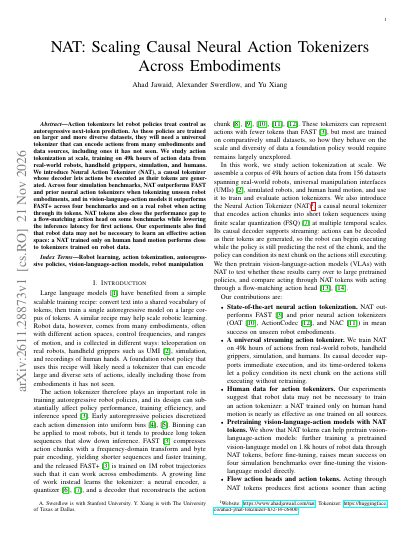 1
NAT: Scaling Causal Neural Action Tokenizers
Across Embodiments
Ahad Jawaid, Alexander Swerdlow, and Yu Xiang
arXiv:2611.28873v1 [cs.RO] 21 Nov 2026
Abstract—Action tokenizers let robot policies treat control as
autoregressive next-token prediction. As these policies are trained
on larger and more diverse datasets, they will need a universal
tokenizer that can encode actions from many embodiments and
data sources, including ones it has not seen. We study action
tokenization at scale, training on 49k hours of action data from
real-world robots, handheld grippers, simulation, and humans.
We introduce Neural Action Tokenizer (NAT), a causal tokenizer
whose decoder lets actions be executed as their tokens are gener-
ated. Across four simulation benchmarks, NAT outperforms FAST
and prior neural action tokenizers when tokenizing unseen robot
embodiments, and in vision-language-action models it outperforms
FAST+ across four benchmarks and on a real robot when acting
through its tokens. NAT tokens also close the performance gap to
a flow-matching action head on some benchmarks while lowering
the inference latency for first actions. Our experiments also find
that robot data may not be necessary to learn an effective action
space: a NAT trained only on human hand motion performs close
to tokenizers trained on robot data.
Index Terms—Robot learning, action tokenization, autoregres-
sive policies, vision-language-action models, robot manipulation
I. INTRODUCTION
Large language models [1] have benefited from a simple
scalable training recipe: convert text into a shared vocabulary of
tokens, then train a single autoregressive model on a large cor-
pus of tokens. A similar recipe may help scale robotic learning.
Robot data, however, comes from many embodiments, often
with different action spaces, control frequencies, and ranges
of motion, and is collected in different ways: teleoperation on
real robots, handheld grippers such as UMI [2], simulation,
and recordings of human hands. A foundation robot policy that
uses this recipe will likely need a tokenizer that can encode a
large and diverse set of actions, ideally including those from
embodiments it has not seen.
The action tokenizer therefore plays an important role in
training autoregressive robot policies, and its design can sub-
stantially affect policy performance, training efficiency, and
inference speed [3]. Early autoregressive policies discretized
each action dimension into uniform bins [4], [5]. Binning can
be applied to most robots, but it tends to produce long token
sequences that slow down inference. FAST [3] compresses
action chunks with a frequency-domain transform and byte
pair encoding, yielding shorter sequences and faster training,
and the released FAST+ [3] is trained on 1M robot trajectories
such that it can work across embodiments. A growing line
of work instead learns the tokenizer: a neural encoder, a
quantizer [6], [7], and a decoder that reconstructs the action
A. Swerdlow is with Stanford University. Y. Xiang is with The University
of Texas at Dallas.
chunk [8], [9], [10], [11], [12]. These tokenizers can represent
actions with fewer tokens than FAST [3], but most are trained
on comparatively small datasets, so how they behave on the
scale and diversity of data a foundation policy would require
remains largely unexplored.
In this work, we study action tokenization at scale. We
assemble a corpus of 49k hours of action data from 156 datasets
spanning real-world robots, universal manipulation interfaces
(UMI) [2], simulated robots, and human motion, and use it
to train and evaluate action tokenizers. We also introduce
the Neural Action Tokenizer (NAT)¹, a causal neural tokenizer
that encodes action chunks into short token sequences using
finite scalar quantization (FSQ) [7] at multiple temporal scales.
Its causal decoder supports streaming: actions can be decoded
as their tokens are generated, so the robot can begin executing
while the policy is still predicting the rest of the chunk, and the
policy can condition its next chunk on the actions still executing.
We then pretrain vision-language-action models (VLAs) with
NAT to test whether these results carry over to large pretrained
policies, and compare acting through NAT tokens with acting
through a flow-matching action head [13], [14].
Our contributions are:
• State-of-the-art neural action tokenization. NAT out-
performs FAST [3] and prior neural action tokenizers
(OAT [10], ActionCodec [12], and NAC [11]) in mean
success on unseen robot embodiments.
• A universal streaming action tokenizer. We train NAT
on 49k hours of actions from real-world robots, handheld
grippers, simulation, and humans. Its causal decoder sup-
ports immediate execution, and its time-ordered tokens
let a policy condition its next chunk on the actions still
executing without retraining.
• Human data for action tokenizers. Our experiments
suggest that robot data may not be necessary to train
an action tokenizer: a NAT trained only on human hand
motion is nearly as effective as one trained on all sources.
• Pretraining vision-language-action models with NAT
tokens. We show that NAT tokens can help pretrain vision-
language-action models: further training a pretrained
vision-language model on 1.8k hours of robot data through
NAT tokens, before fine-tuning, raises mean success on
four simulation benchmarks over fine-tuning the vision-
language model directly.
• Flow action heads and action tokens. Acting through
NAT tokens produces first actions sooner than acting